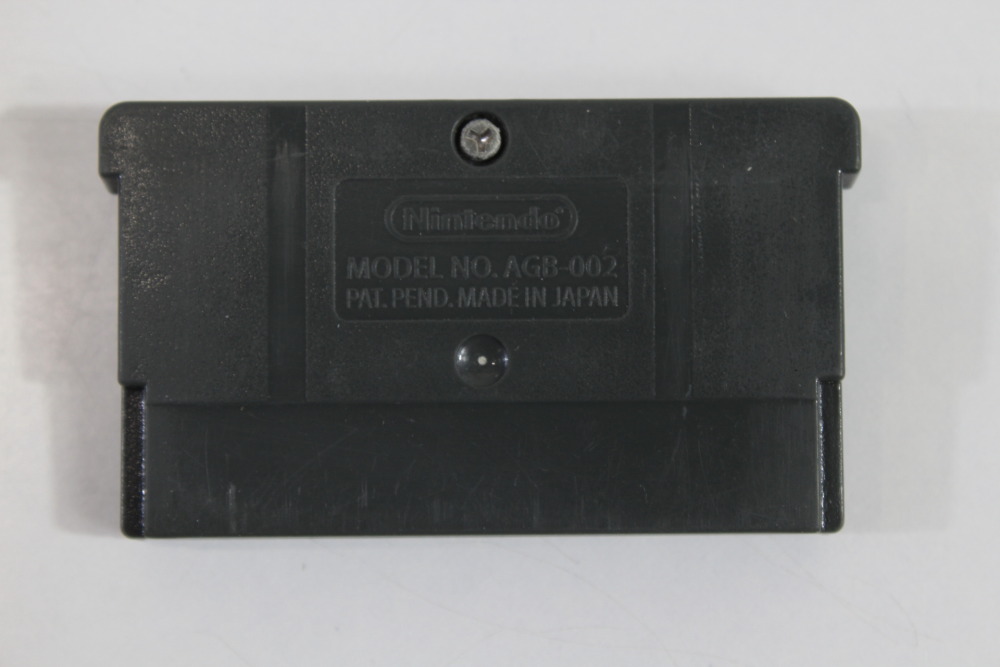 Nintendo®
MODEL NO. AGB-002
PAT. PEND. MADE IN JAPAN